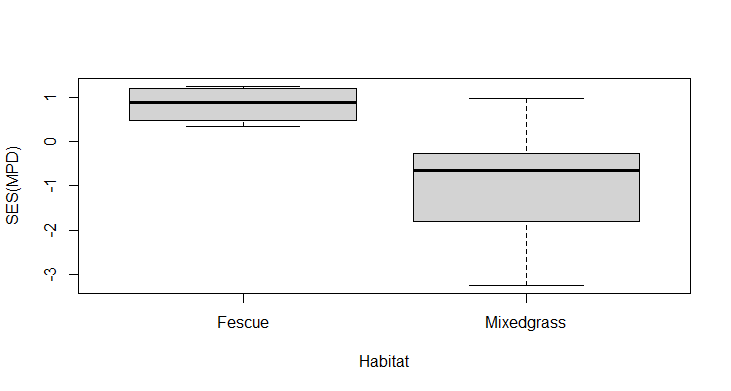 SES(MPD)
1
0
-1
-2
-3
Fescue
Mixedgrass
Habitat